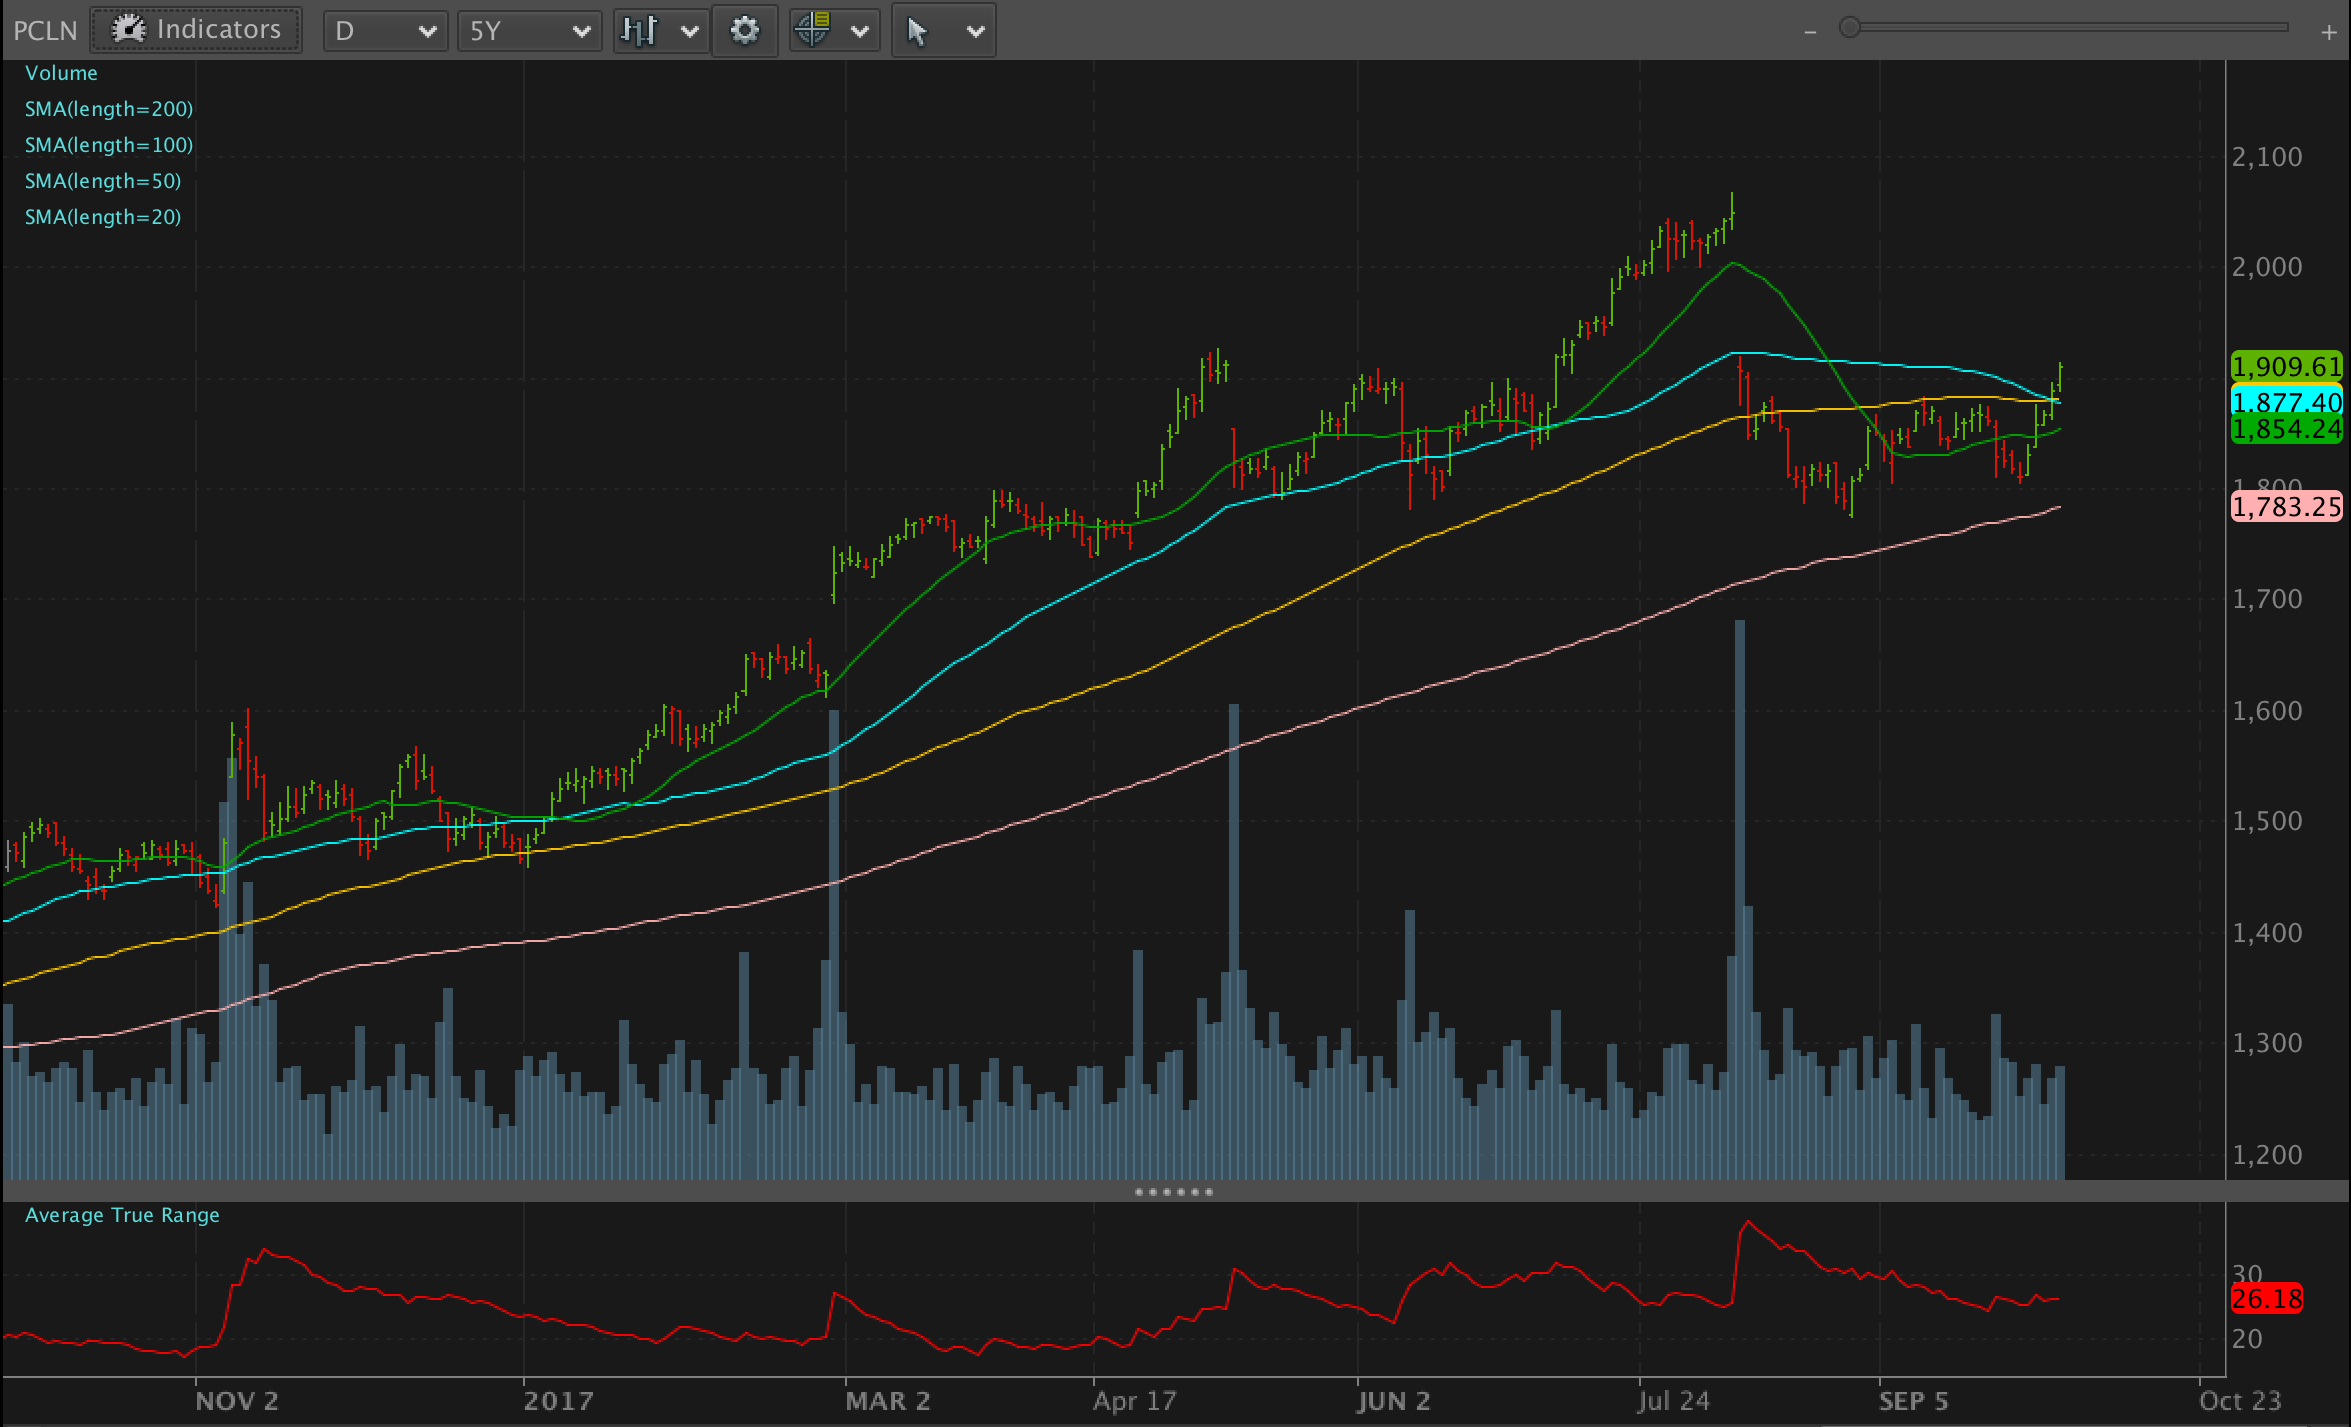 PCLN Indicators D 5Y
− +
Volume
SMA(length=200)
SMA(length=100)
SMA(length=50)
SMA(length=20)
2,100
2,000
1,909.61
1,877.40
1,854.24
1,800
1,783.25
1,700
1,600
1,500
1,400
1,300
1,200
Average True Range
30
26.18
20
NOV 2 2017 MAR 2 Apr 17 JUN 2 Jul 24 SEP 5 Oct 23